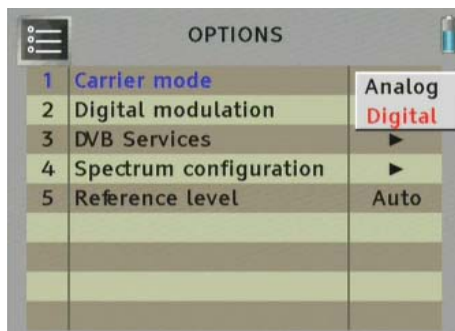 OPTIONS
1 Carrier mode Analog
2 Digital modulation Digital
3 DVB Services ►
4 Spectrum configuration ►
5 Reference level Auto